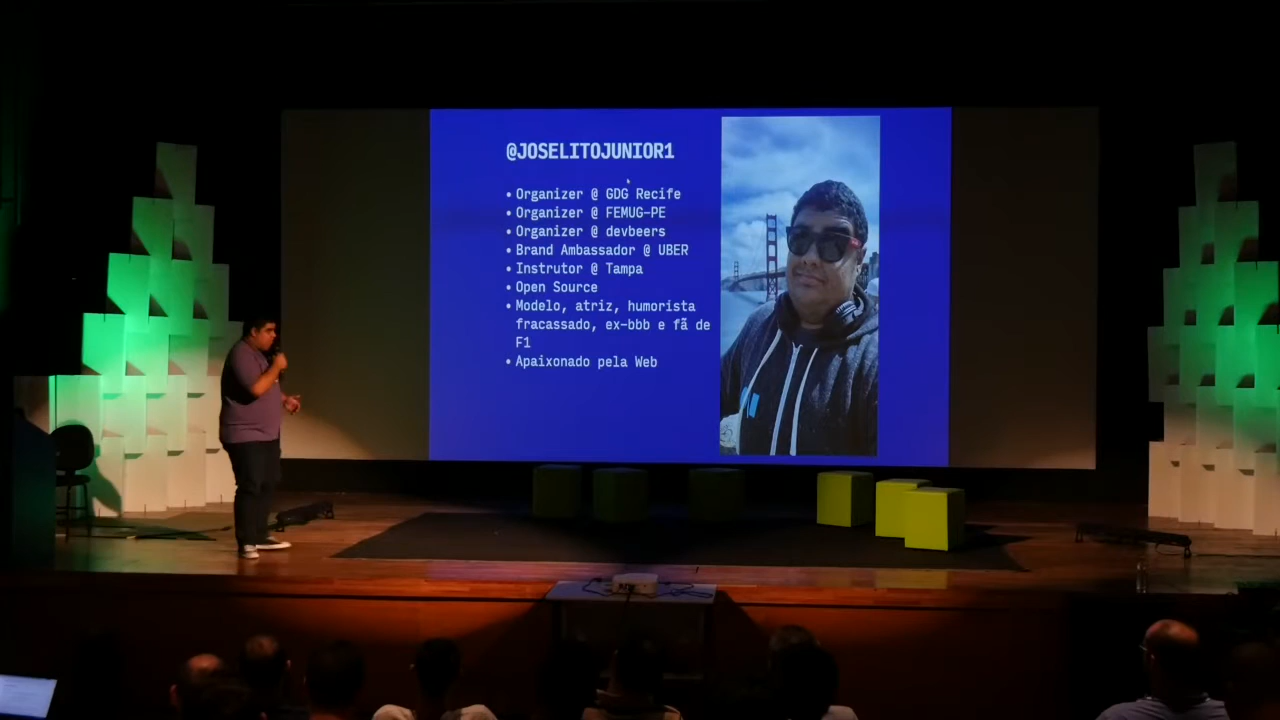 @JOSELITOJUNIOR1
• Organizer @ GDG Recife
• Organizer @ FEMUG-PE
• Organizer @ devbeers
• Brand Ambassador @ UBER
• Instrutor @ Tampa
• Open Source
• Modelo, atriz, humorista
fracassado, ex-bbb e fã de
F1
• Apaixonado pela Web